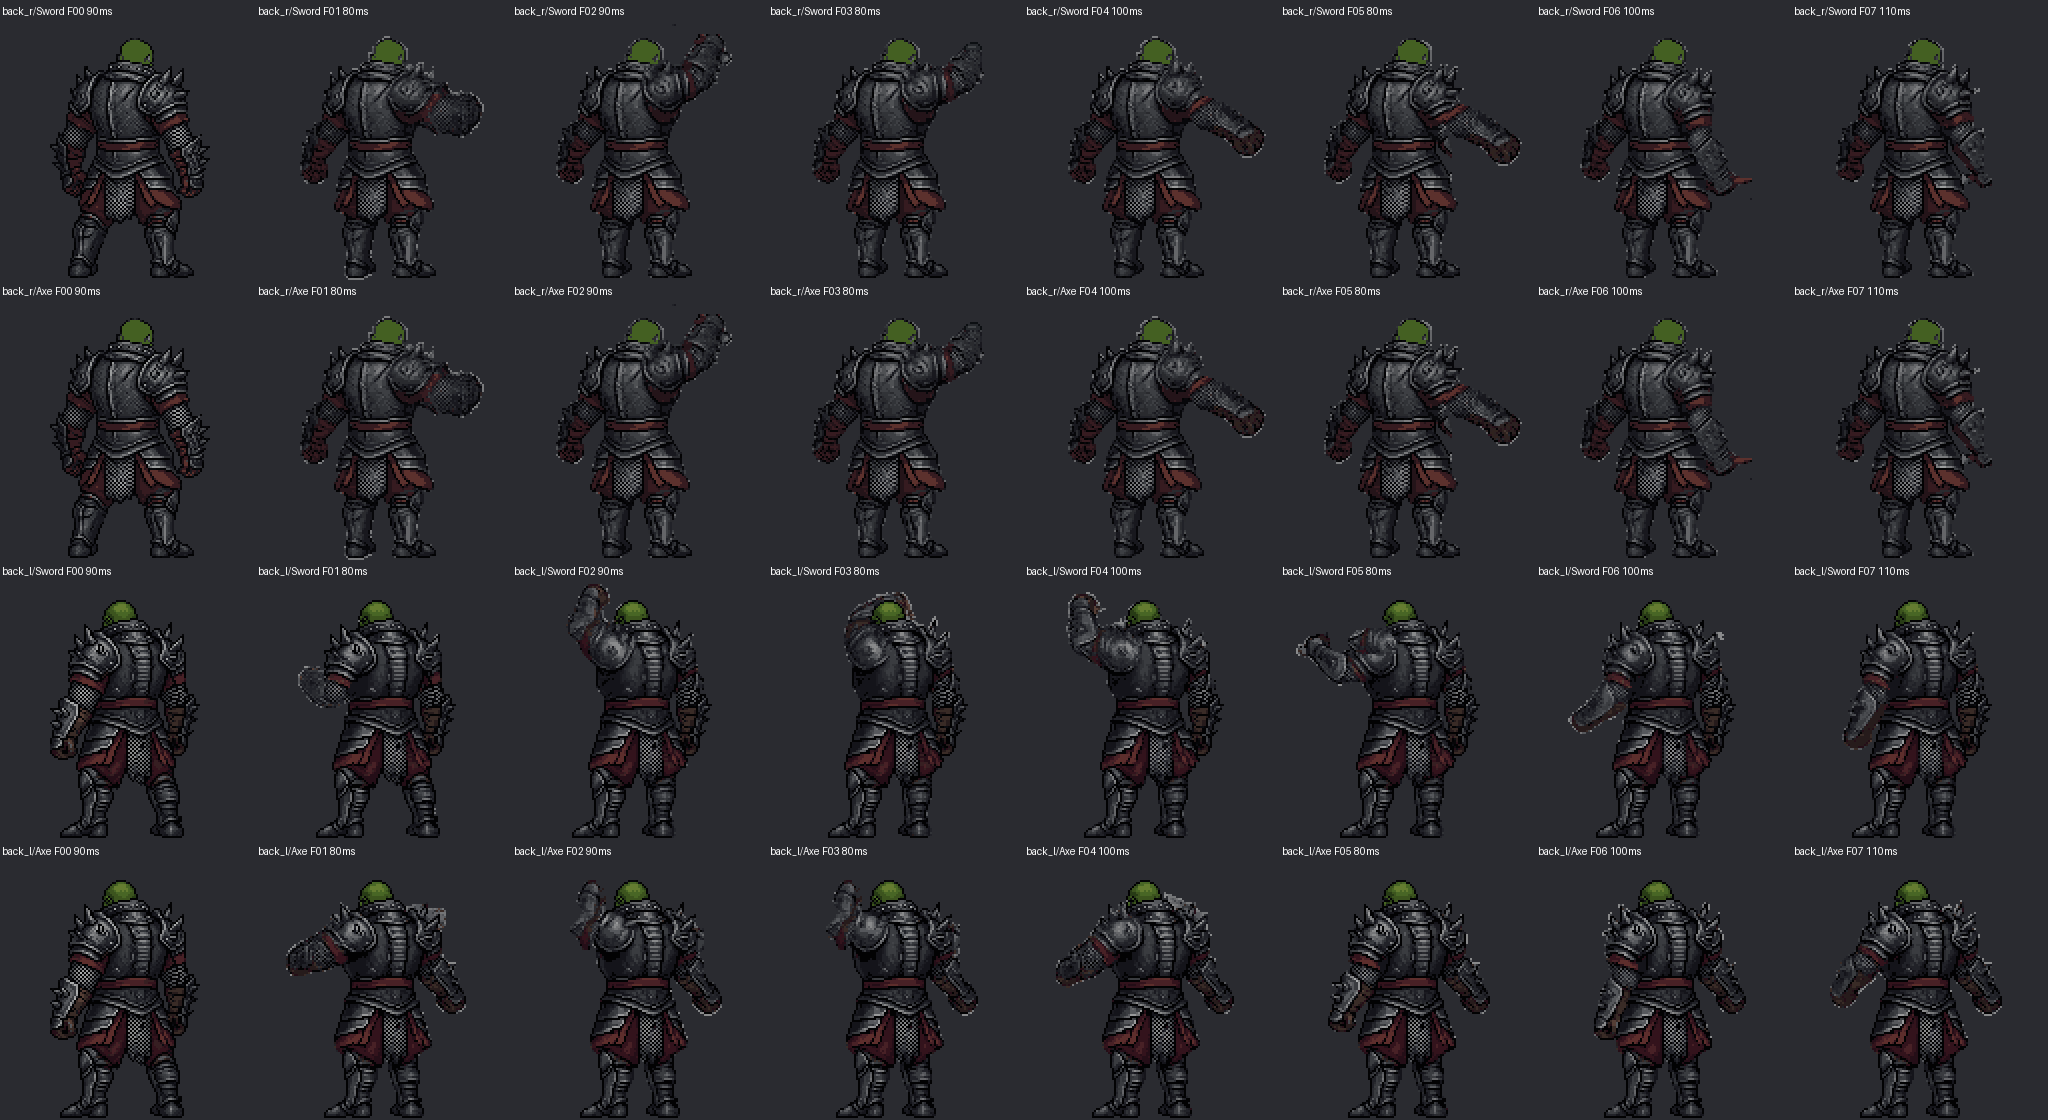 back_r/Sword F00 90ms
back_r/Sword F01 80ms
back_r/Sword F02 90ms
back_r/Sword F03 80ms
back_r/Sword F04 100ms
back_r/Sword F05 80ms
back_r/Sword F06 100ms
back_r/Sword F07 110ms
back_r/Axe F00 90ms
back_r/Axe F01 80ms
back_r/Axe F02 90ms
back_r/Axe F03 80ms
back_r/Axe F04 100ms
back_r/Axe F05 80ms
back_r/Axe F06 100ms
back_r/Axe F07 110ms
back_l/Sword F00 90ms
back_l/Sword F01 80ms
back_l/Sword F02 90ms
back_l/Sword F03 80ms
back_l/Sword F04 100ms
back_l/Sword F05 80ms
back_l/Sword F06 100ms
back_l/Sword F07 110ms
back_l/Axe F00 90ms
back_l/Axe F01 80ms
back_l/Axe F02 90ms
back_l/Axe F03 80ms
back_l/Axe F04 100ms
back_l/Axe F05 80ms
back_l/Axe F06 100ms
back_l/Axe F07 110ms